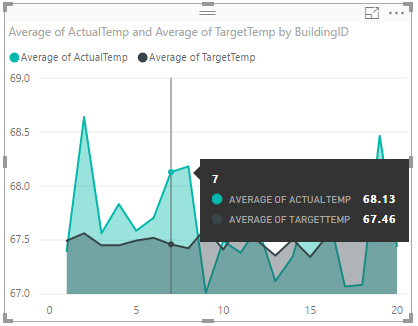 Average of ActualTemp and Average of TargetTemp by BuildingID
Average of ActualTemp Average of TargetTemp
69.0
68.5
68.0
67.5
67.0
7
AVERAGE OF ACTUALTEMP 68.13
AVERAGE OF TARGETTEMP 67.46
0 5 10 15 20